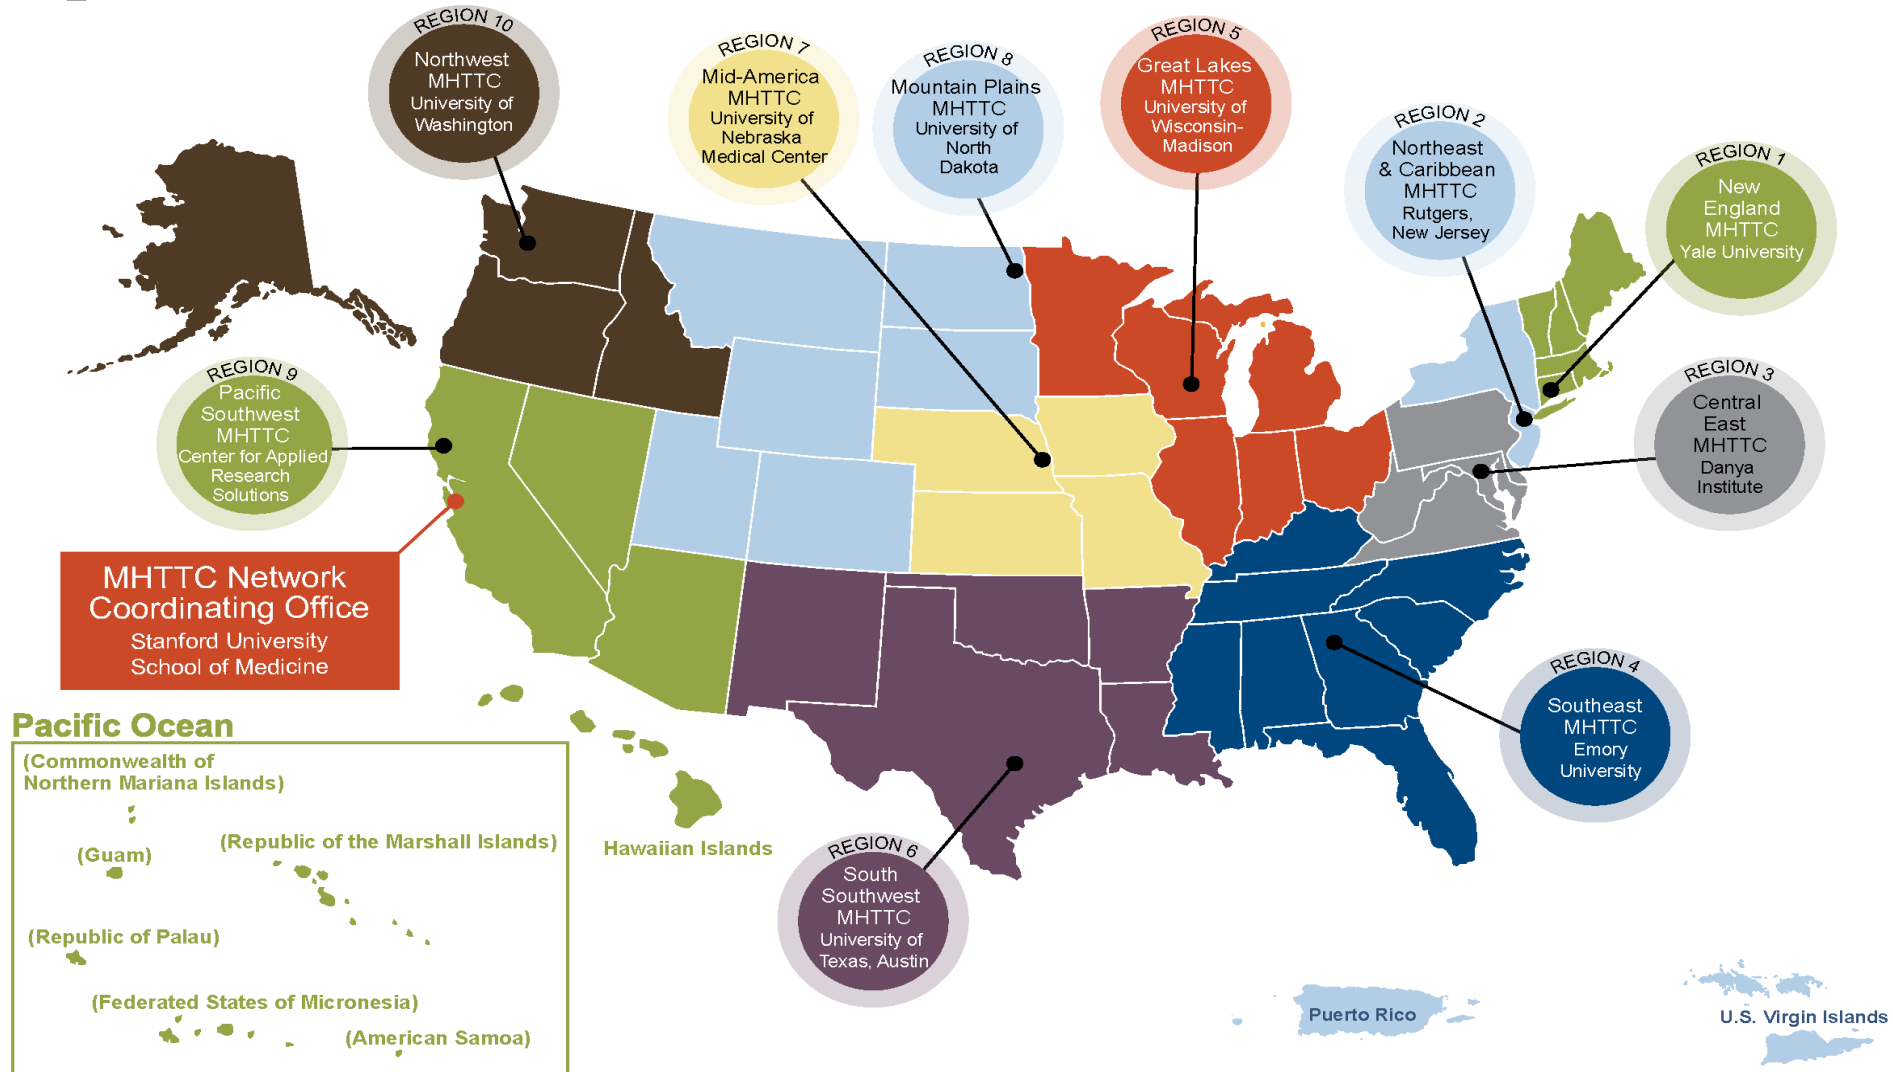 REGION 10
Northwest
MHTTC
University of
Washington
REGION 7
Mid-America
MHTTC
University of
Nebraska
Medical Center
REGION 8
Mountain Plains
MHTTC
University of
North
Dakota
REGION 5
Great Lakes
MHTTC
University of
Wisconsin-
Madison
REGION 2
Northeast
& Caribbean
MHTTC
Rutgers,
New Jersey
REGION 1
New
England
MHTTC
Yale University
REGION 9
Pacific
Southwest
MHTTC
Center for Applied
Research
Solutions
REGION 3
Central
East
MHTTC
Danya
Institute
MHTTC Network
Coordinating Office
Stanford University
School of Medicine
REGION 4
Southeast
MHTTC
Emory
University
Pacific Ocean
(Commonwealth of
Northern Mariana Islands)
(Guam)
(Republic of the Marshall Islands)
(Republic of Palau)
(Federated States of Micronesia)
(American Samoa)
Hawaiian Islands
REGION 6
South
Southwest
MHTTC
University of
Texas, Austin
Puerto Rico
U.S. Virgin Islands